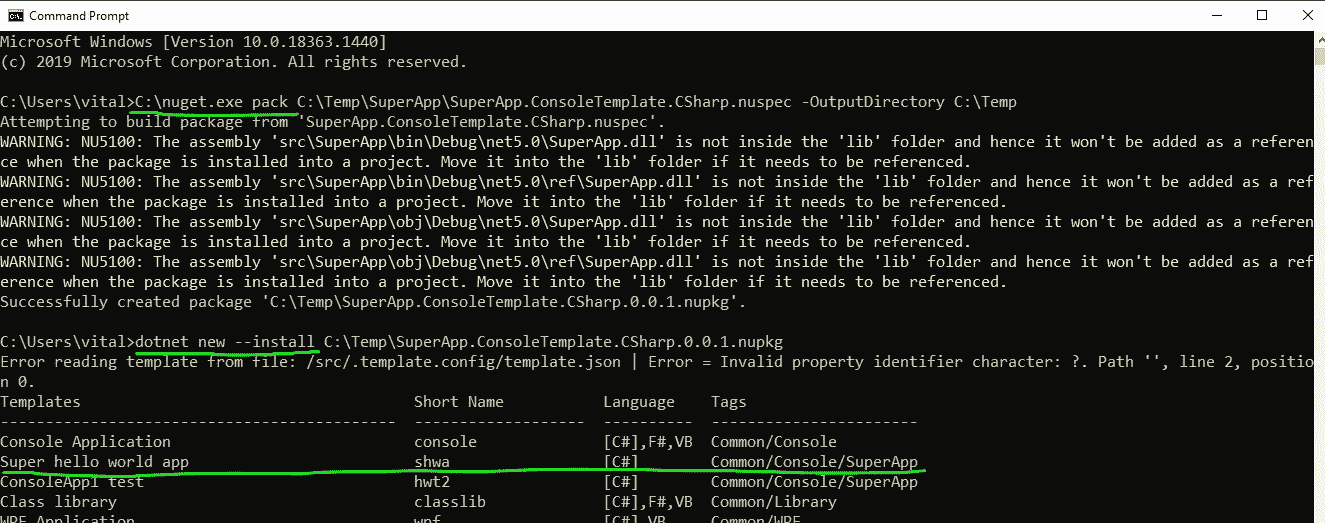 Command Prompt
Microsoft Windows [Version 10.0.18363.1440]
(c) 2019 Microsoft Corporation. All rights reserved.
C:\Users\vital>C:\nuget.exe pack C:\Temp\SuperApp\SuperApp.ConsoleTemplate.CSharp.nuspec -OutputDirectory C:\Temp
Attempting to build package from 'SuperApp.ConsoleTemplate.CSharp.nuspec'.
WARNING: NU5100: The assembly 'src\SuperApp\bin\Debug\net5.0\SuperApp.dll' is not inside the 'lib' folder and hence it won't be added as a referen
ce when the package is installed into a project. Move it into the 'lib' folder if it needs to be referenced.
WARNING: NU5100: The assembly 'src\SuperApp\bin\Debug\net5.0\ref\SuperApp.dll' is not inside the 'lib' folder and hence it won't be added as a ref
erence when the package is installed into a project. Move it into the 'lib' folder if it needs to be referenced.
WARNING: NU5100: The assembly 'src\SuperApp\obj\Debug\net5.0\SuperApp.dll' is not inside the 'lib' folder and hence it won't be added as a referen
ce when the package is installed into a project. Move it into the 'lib' folder if it needs to be referenced.
WARNING: NU5100: The assembly 'src\SuperApp\obj\Debug\net5.0\ref\SuperApp.dll' is not inside the 'lib' folder and hence it won't be added as a ref
erence when the package is installed into a project. Move it into the 'lib' folder if it needs to be referenced.
Successfully created package 'C:\Temp\SuperApp.ConsoleTemplate.CSharp.0.0.1.nupkg'.
C:\Users\vital>dotnet new --install C:\Temp\SuperApp.ConsoleTemplate.CSharp.0.0.1.nupkg
Error reading template from file: /src/.template.config/template.json | Error = Invalid property identifier character: ?. Path '', line 2, positio
n 0.
Templates Short Name Language Tags
-------------------------------------------- ------------------- ------------ ----------------------
Console Application console [C#],F#,VB Common/Console
Super hello world app shwa [C#] Common/Console/SuperApp
ConsoleApp1 test hwt2 [C#] Common/Console/SuperApp
Class library classlib [C#],F#,VB Common/Library
WPF Application wpf [C#],VB Common/WPF